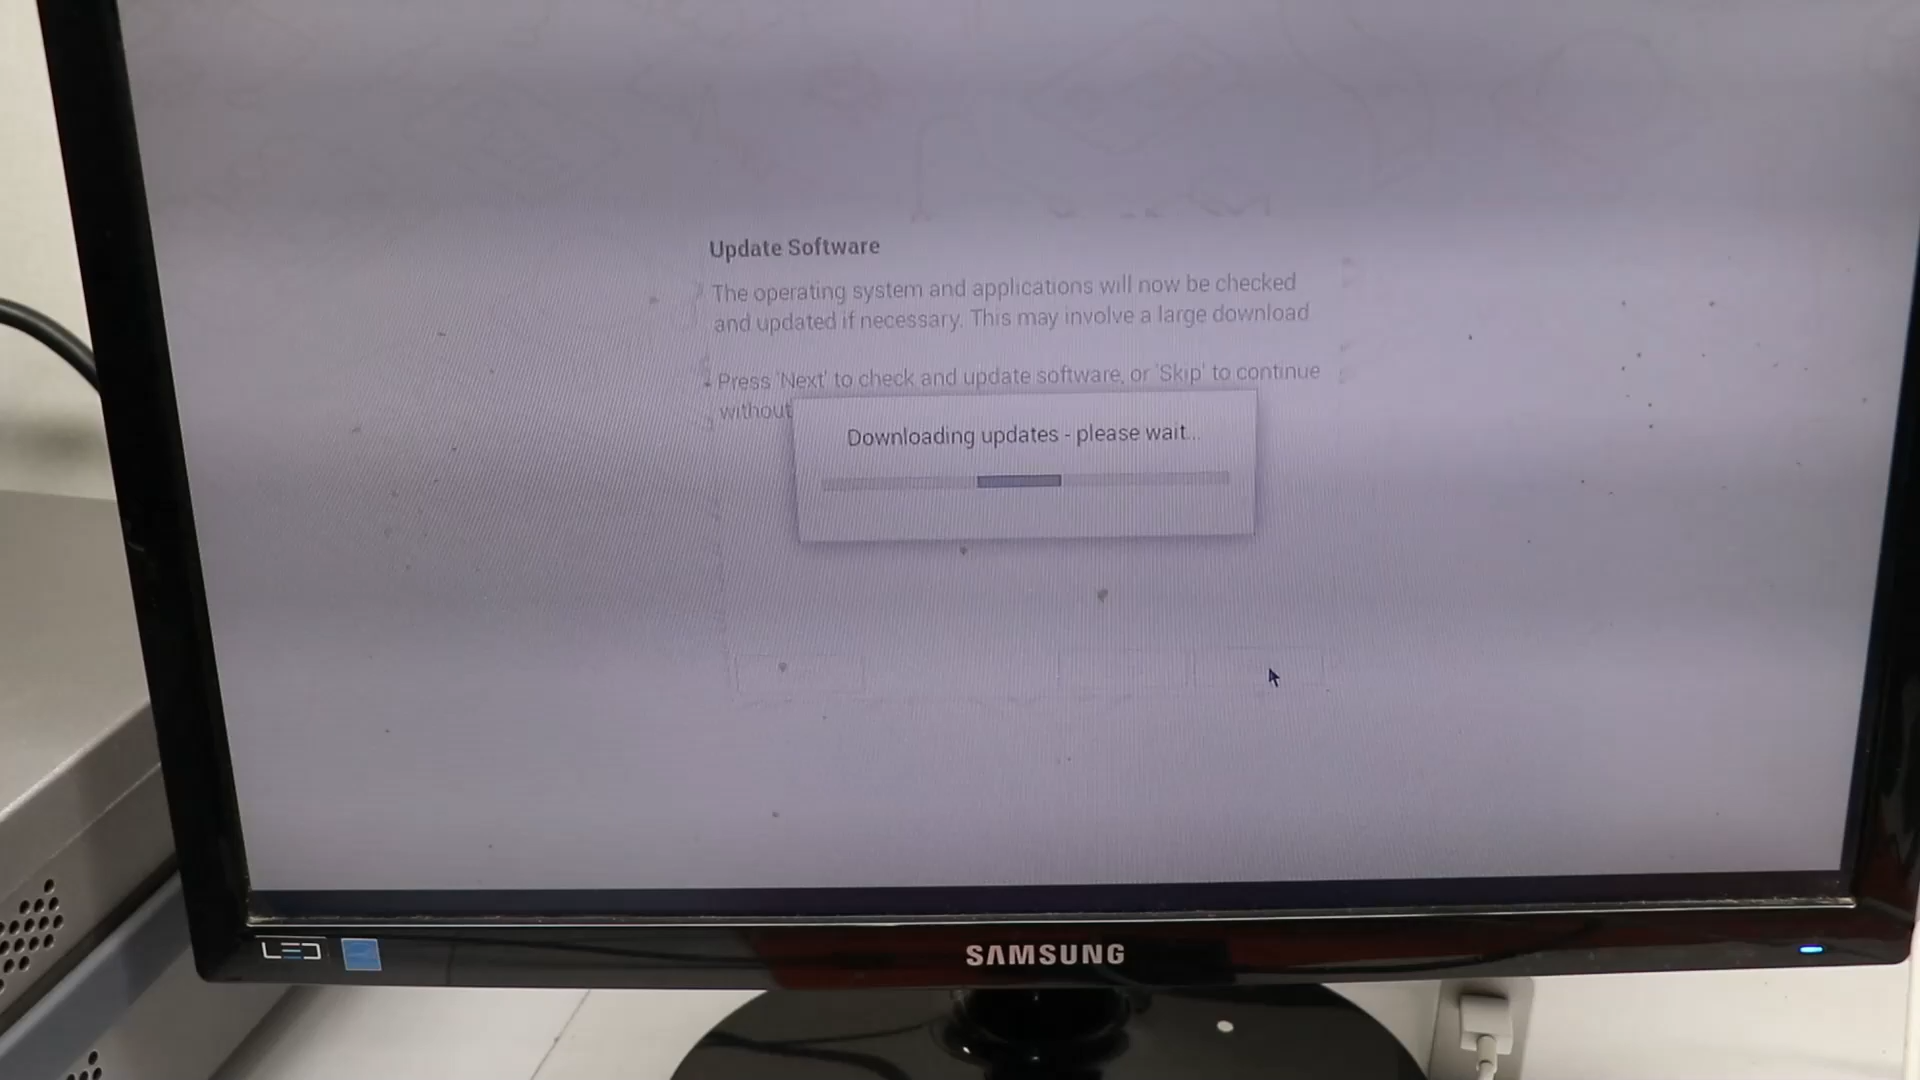 Update Software
The operating system and applications will now be checked
and updated if necessary. This may involve a large download
Press 'Next' to check and update software, or 'Skip' to continue
without
Downloading updates - please wait...
LED
SAMSUNG